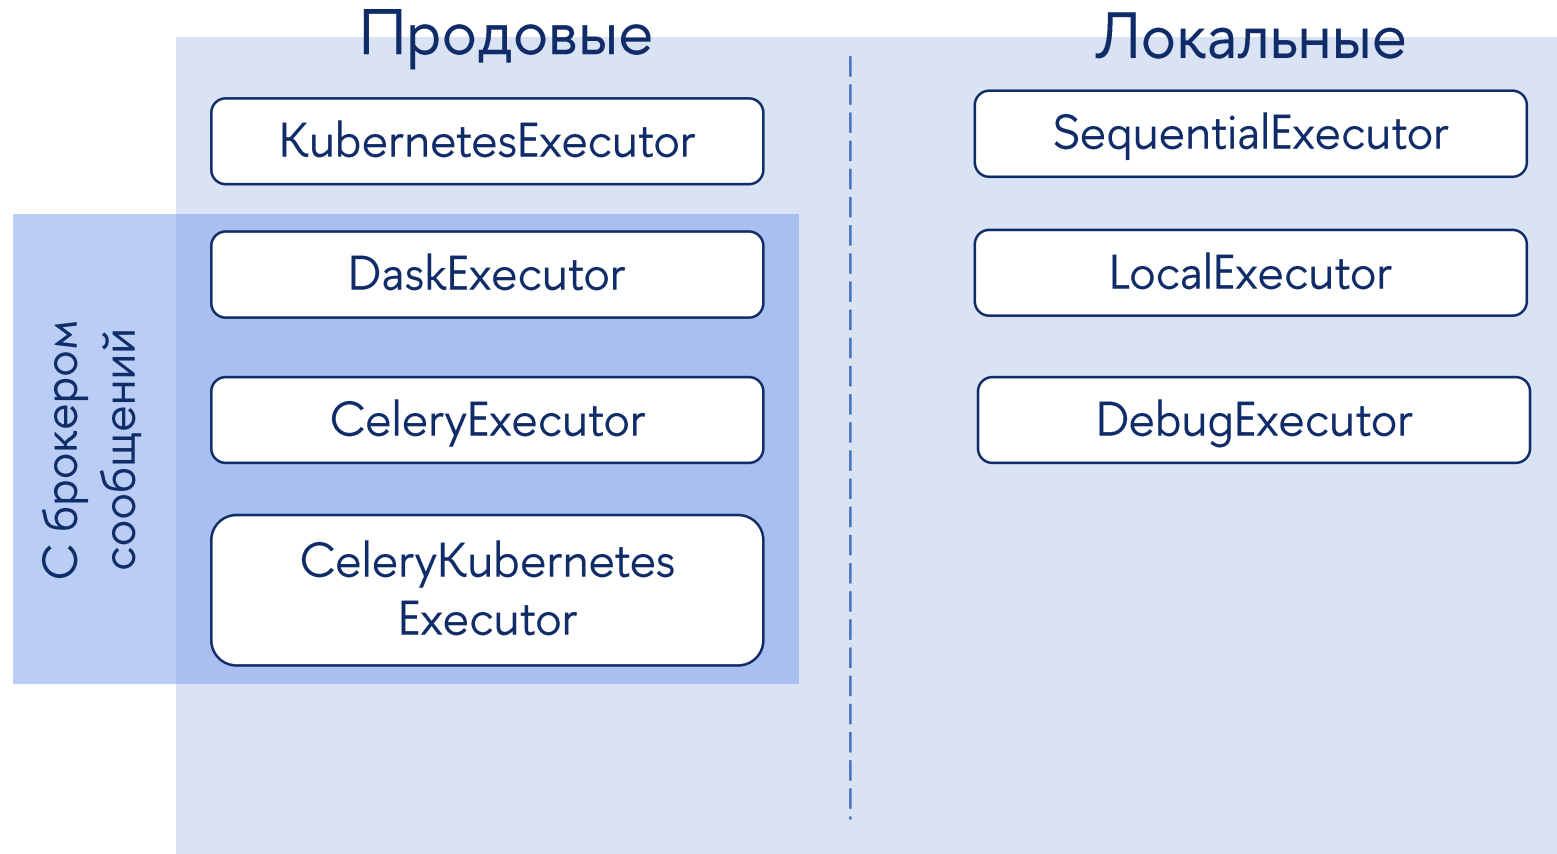 Продовые
KubernetesExecutor
С брокером
сообщений
DaskExecutor
CeleryExecutor
CeleryKubernetes
Executor
Локальные
SequentialExecutor
LocalExecutor
DebugExecutor